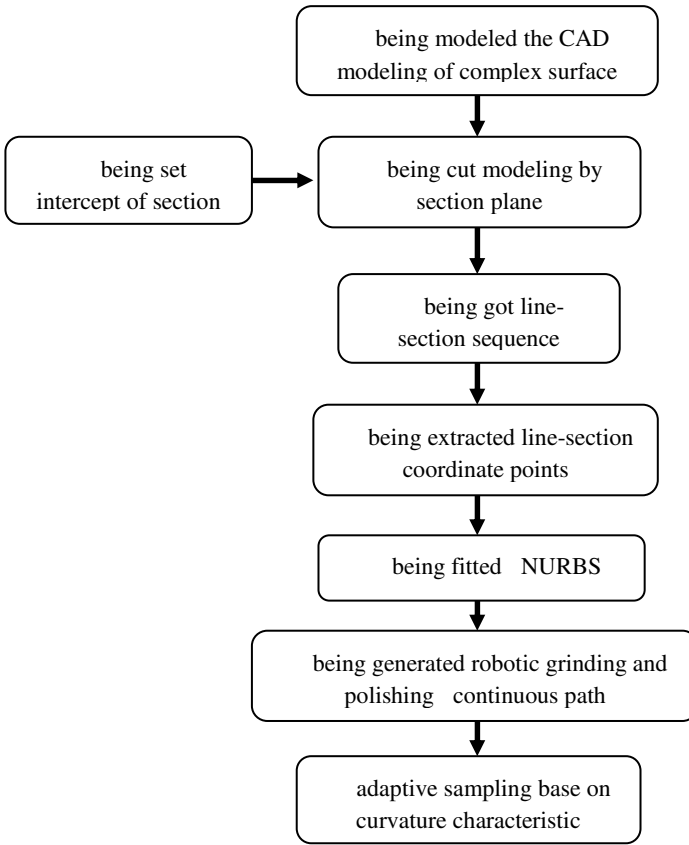 being modeled the CAD
modeling of complex surface
being set
intercept of section
being cut modeling by
section plane
being got line-
section sequence
being extracted line-section
coordinate points
being fitted NURBS
being generated robotic grinding and
polishing continuous path
adaptive sampling base on
curvature characteristic